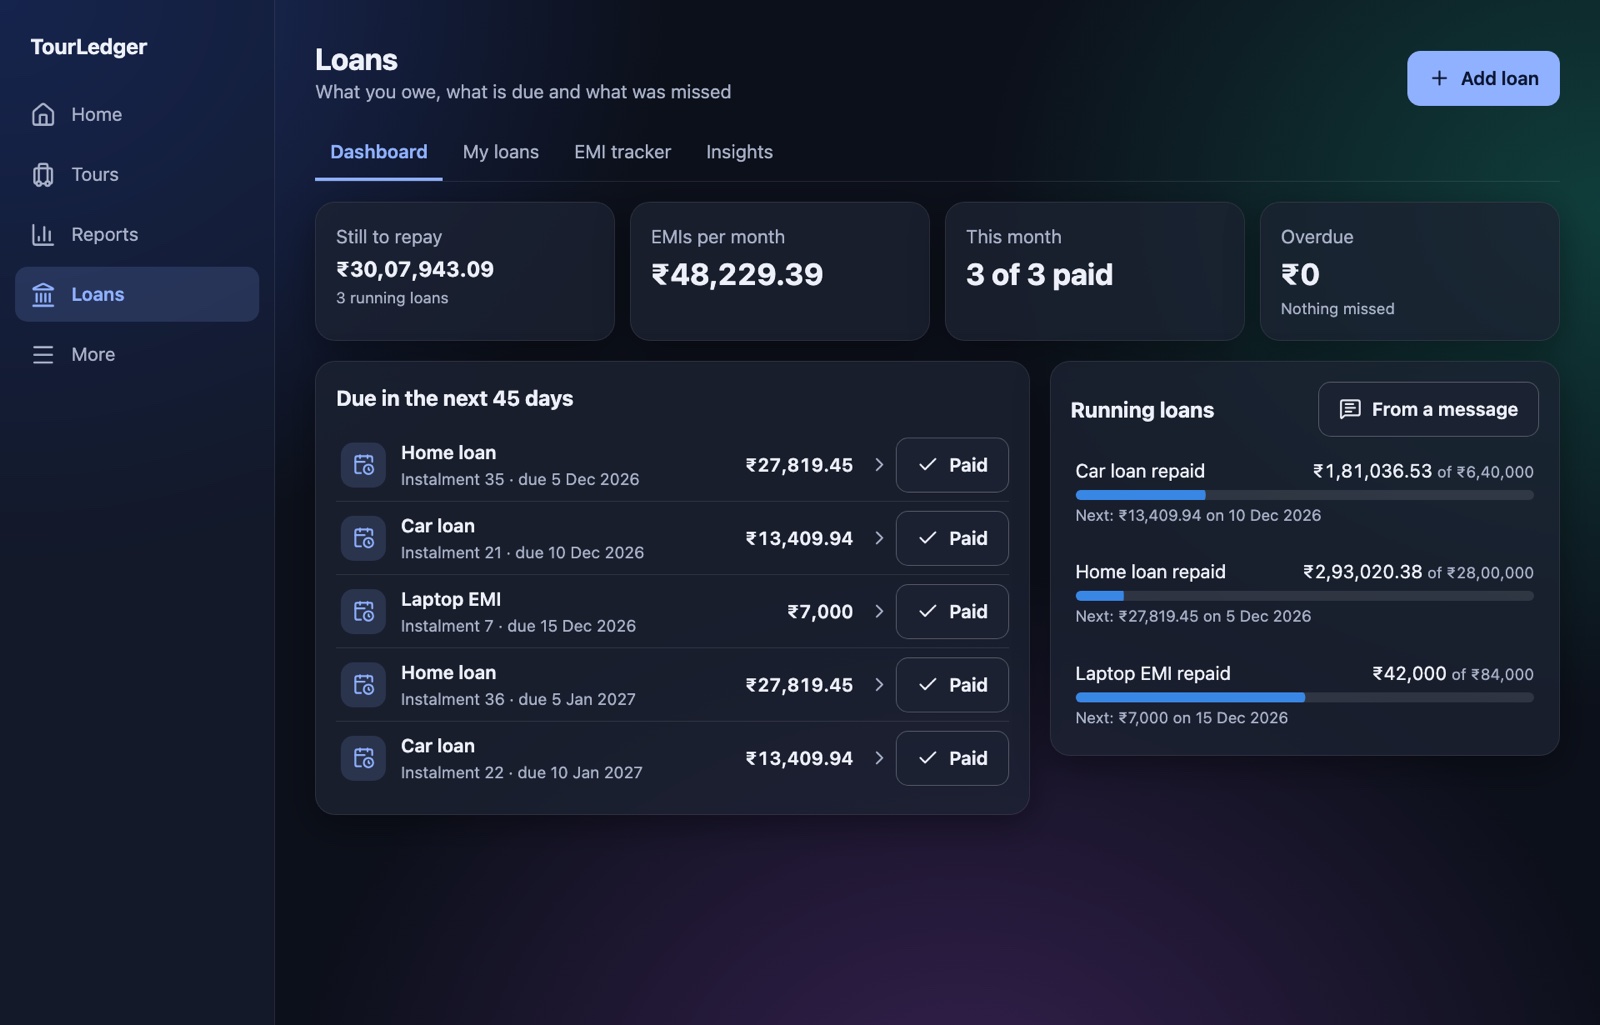 TourLedger
Home
Tours
Reports
Loans
More
Loans
What you owe, what is due and what was missed
Add loan
Dashboard
My loans
EMI tracker
Insights
Still to repay
₹30,07,943.09
3 running loans
EMIs per month
₹48,229.39
This month
3 of 3 paid
Overdue
₹0
Nothing missed
Due in the next 45 days
Home loan
Instalment 35 · due 5 Dec 2026
₹27,819.45
Paid
Car loan
Instalment 21 · due 10 Dec 2026
₹13,409.94
Paid
Laptop EMI
Instalment 7 · due 15 Dec 2026
₹7,000
Paid
Home loan
Instalment 36 · due 5 Jan 2027
₹27,819.45
Paid
Car loan
Instalment 22 · due 10 Jan 2027
₹13,409.94
Paid
Running loans
From a message
Car loan repaid
₹1,81,036.53 of ₹6,40,000
Next: ₹13,409.94 on 10 Dec 2026
Home loan repaid
₹2,93,020.38 of ₹28,00,000
Next: ₹27,819.45 on 5 Dec 2026
Laptop EMI repaid
₹42,000 of ₹84,000
Next: ₹7,000 on 15 Dec 2026